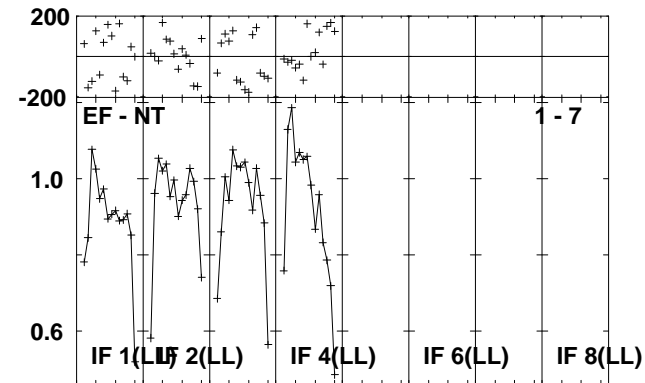 200
-200
EF - NT 1 - 7
1.0
0.6
IF 1(LL) IF 2(LL) IF 4(LL) IF 6(LL) IF 8(LL)